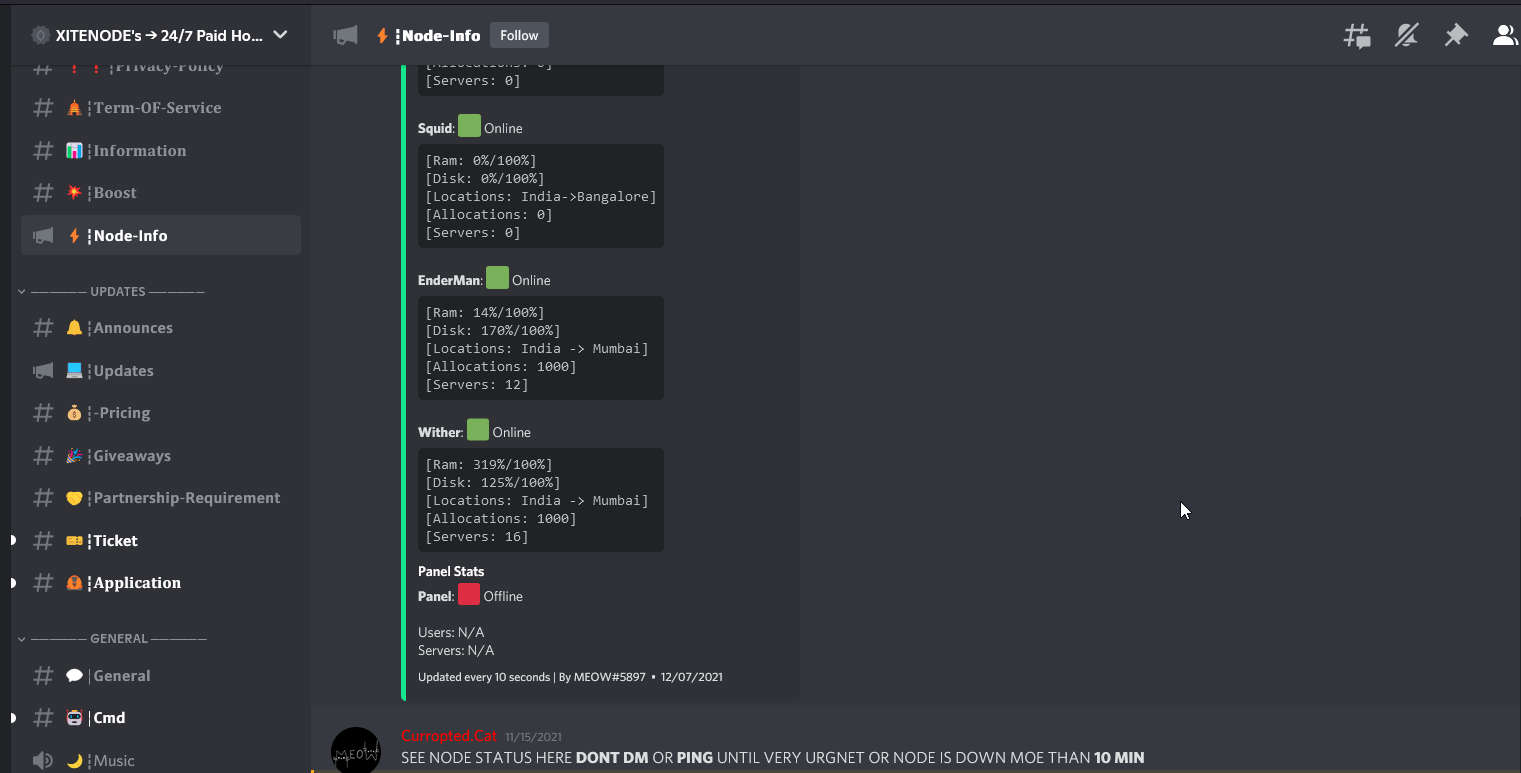 XITENODE's → 24/7 Paid Ho...
¦Privacy-Policy
¦Term-OF-Service
¦Information
¦Boost
¦Node-Info
—————— UPDATES ——————
¦Announces
¦Updates
¦-Pricing
¦Giveaways
¦Partnership-Requirement
¦Ticket
¦Application
—————— GENERAL ——————
¦General
|Cmd
¦Music
¦Node-Info
Follow
[Allocations: 0]
[Servers: 0]
Squid: Online
[Ram: 0%/100%]
[Disk: 0%/100%]
[Locations: India->Bangalore]
[Allocations: 0]
[Servers: 0]
EnderMan: Online
[Ram: 14%/100%]
[Disk: 170%/100%]
[Locations: India -> Mumbai]
[Allocations: 1000]
[Servers: 12]
Wither: Online
[Ram: 319%/100%]
[Disk: 125%/100%]
[Locations: India -> Mumbai]
[Allocations: 1000]
[Servers: 16]
Panel Stats
Panel: Offline
Users: N/A
Servers: N/A
Updated every 10 seconds | By MEOW#5897 • 12/07/2021
MEOW
Curropted.Cat 11/15/2021
SEE NODE STATUS HERE DONT DM OR PING UNTIL VERY URGNET OR NODE IS DOWN MOE THAN 10 MIN